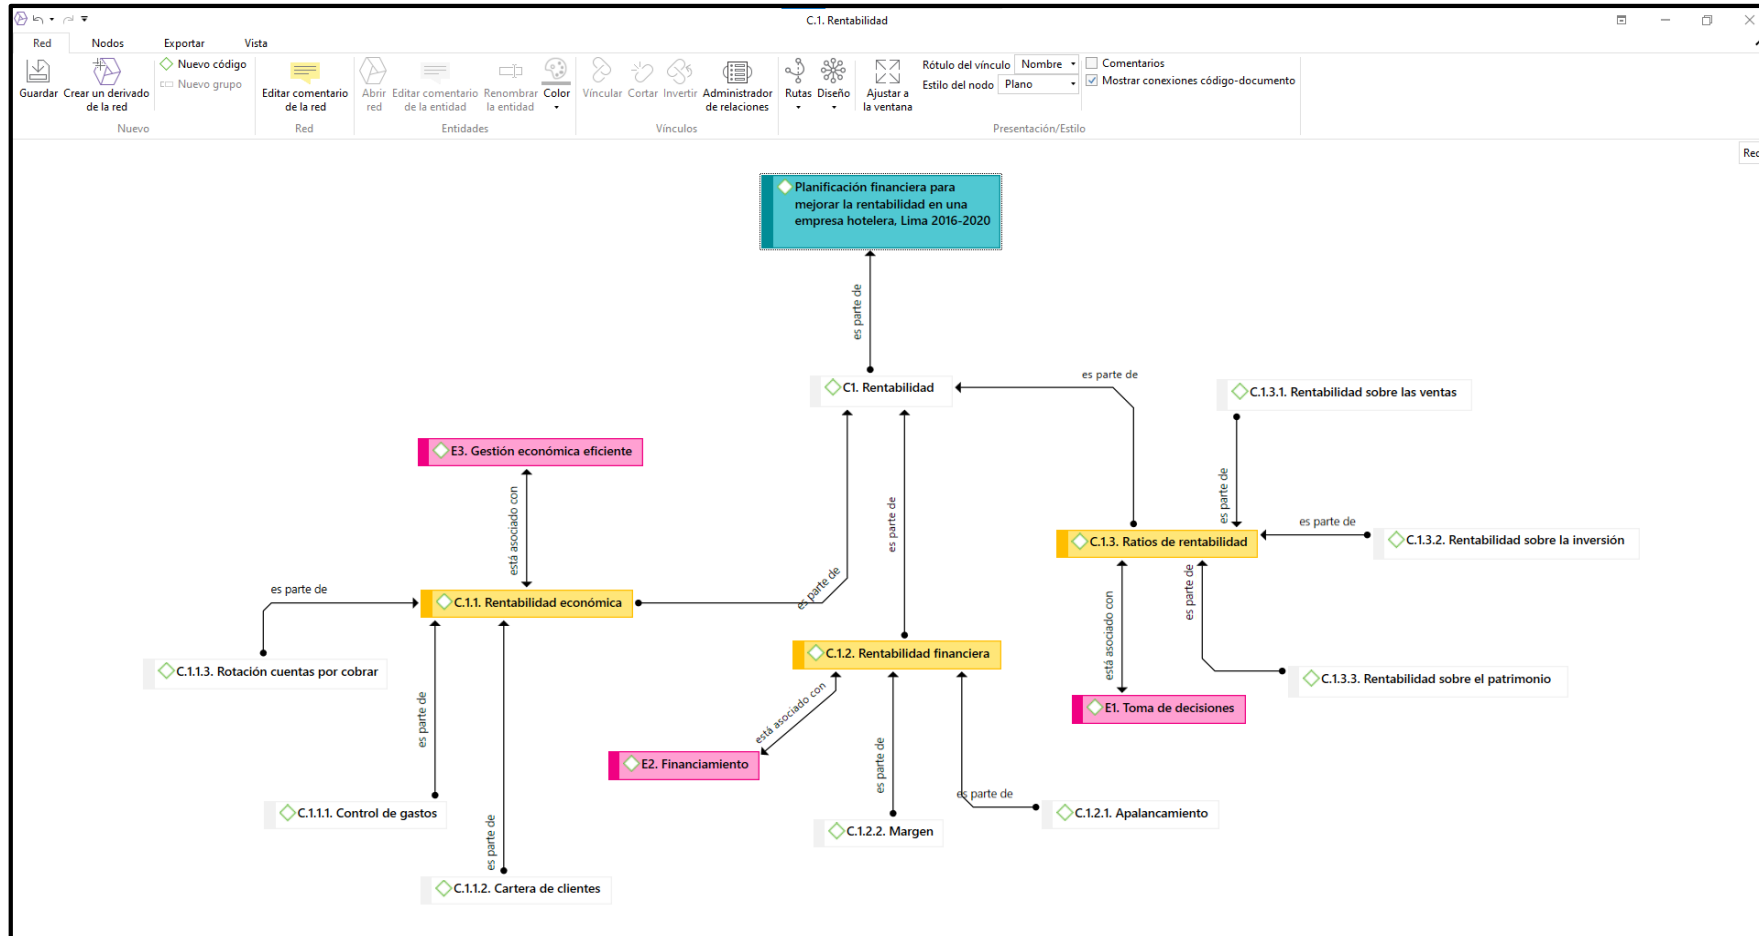 C.1. Rentabilidad
Red Nodos Exportar Vista
Guardar
Crear un derivado
de la red
Nuevo código
Nuevo grupo
Nuevo
Editar comentario
de la red
Red
Abrir
red
Editar comentario
de la entidad
Renombrar
la entidad
Color
Entidades
Víncular
Cortar
Invertir
Administrador
de relaciones
Vínculos
Rutas
Diseño
Ajustar a
la ventana
Rótulo del vínculo Nombre
Estilo del nodo Plano
Comentarios
Mostrar conexiones código-documento
Presentación/Estilo
Red
Planificación financiera para
mejorar la rentabilidad en una
empresa hotelera, Lima 2016-2020
es parte de
C1. Rentabilidad
es parte de
C.1.3.1. Rentabilidad sobre las ventas
E3. Gestión económica eficiente
está asociado con
es parte de
es parte de
es parte de
C.1.3. Ratios de rentabilidad
es parte de
C.1.3.2. Rentabilidad sobre la inversión
es parte de
C.1.1. Rentabilidad económica
es parte de
está asociado con
C.1.2. Rentabilidad financiera
C.1.1.3. Rotación cuentas por cobrar
C.1.3.3. Rentabilidad sobre el patrimonio
E1. Toma de decisiones
es parte de
está asociado con
E2. Financiamiento
es parte de
es parte de
C.1.1.1. Control de gastos
C.1.2.2. Margen
C.1.2.1. Apalancamiento
es parte de
C.1.1.2. Cartera de clientes